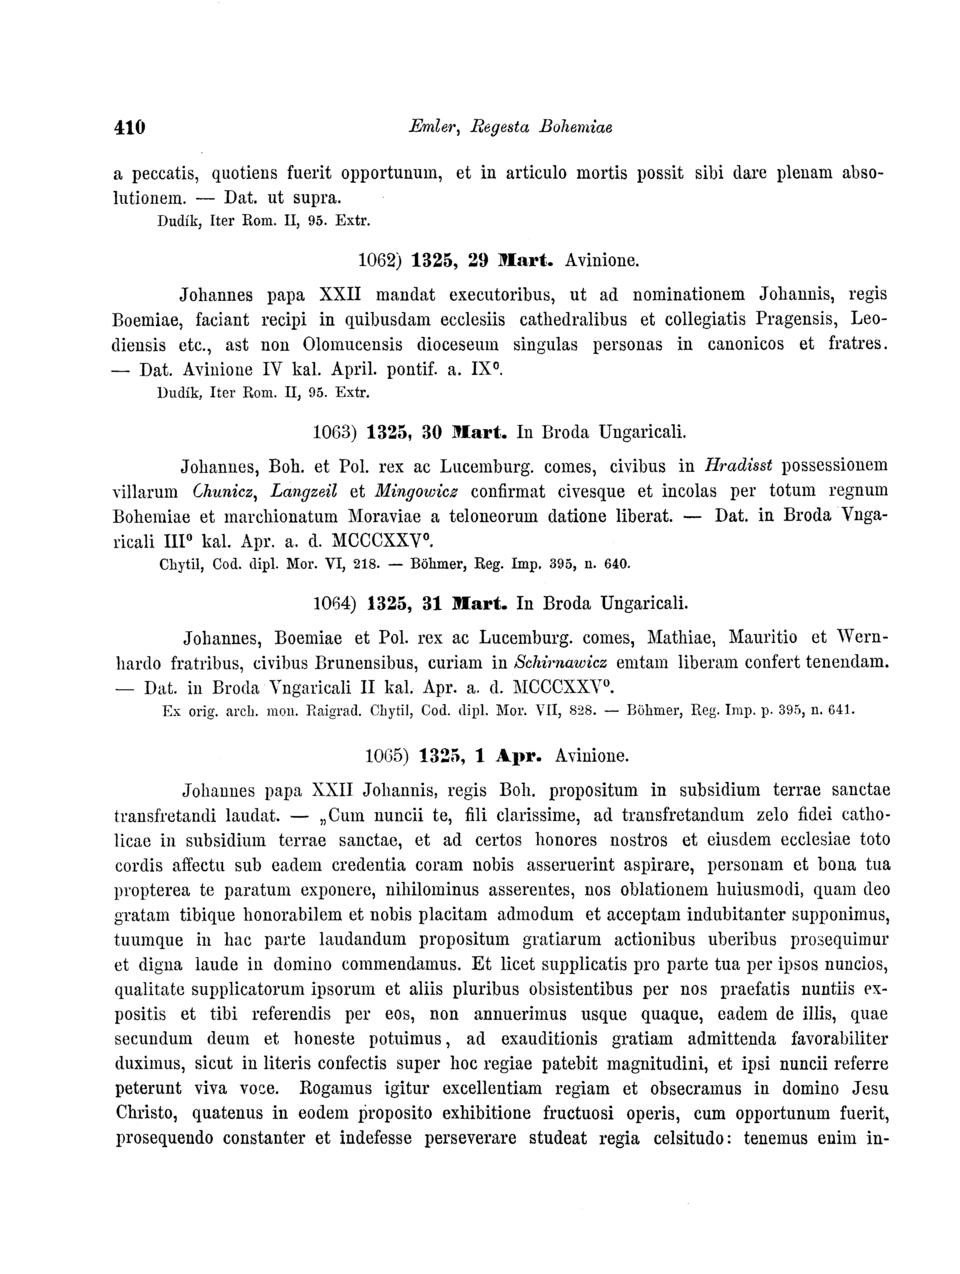 410 Emler, Regesta Bohemiae
a peccatis, quotiens fuerit opportunum, et in articulo mortis possit sibi dare plenam abso-
lutionem. — Dat. ut supra.
Dudík, Iter Rom. II, 95. Extr.
1062) 1325, 29 Mart. Avinione.
Johannes papa XXII mandat executoribus, ut ad nominationem Johannis, regis
Boemiae, faciant recipi in quibusdam ecclesiis cathedralibus et collegiatis Pragensis, Leo-
diensis etc., ast non Olomucensis dioceseum singulas personas in canonicos et fratres.
— Dat. Avinione IV kal. April. pontif. a. IX⁰.
Dudík, Iter Rom. II, 95. Extr.
1063) 1325, 30 Mart. In Broda Ungaricali.
Johannes, Boh. et Pol. rex ac Lucemburg. comes, civibus in Hradisst possessionem
villarum Chunicz, Langzeil et Mingowicz confirmat civesque et incolas per totum regnum
Bohemiae et marchionatum Moraviae a teloneorum datione liberat. — Dat. in Broda Vnga-
ricali III⁰ kal. Apr. a. d. MCCCXXV⁰.
Chytil, Cod. dipl. Mor. VI, 218. — Böhmer, Reg. Imp. 395, n. 640.
1064) 1325, 31 Mart. In Broda Ungaricali.
Johannes, Boemiae et Pol. rex ac Lucemburg. comes, Mathiae, Mauritio et Wern-
hardo fratribus, civibus Brunensibus, curiam in Schirnawicz emtam liberam confert tenendam.
— Dat. in Broda Vngaricali II kal. Apr. a. d. MCCCXXV⁰.
Ex orig. arch. mon. Raigrad. Chytil, Cod. dipl. Mor. VII, 828. — Böhmer, Reg. Imp. p. 395, n. 641.
1065) 1325, 1 Apr. Avinione.
Johannes papa XXII Johannis, regis Boh. propositum in subsidium terrae sanctae
transfretandi laudat. — „Cum nuncii te, fili clarissime, ad transfretandum zelo fidei catho-
licae in subsidium terrae sanctae, et ad certos honores nostros et eiusdem ecclesiae toto
cordis affectu sub eadem credentia coram nobis asseruerint aspirare, personam et bona tua
propterea te paratum exponere, nihilominus asserentes, nos oblationem huiusmodi, quam deo
gratam tibique honorabilem et nobis placitam admodum et acceptam indubitanter supponimus,
tuumque in hac parte laudandum propositum gratiarum actionibus uberibus prosequimur
et digna laude in domino commendamus. Et licet supplicatis pro parte tua per ipsos nuncios,
qualitate supplicatorum ipsorum et aliis pluribus obsistentibus per nos praefatis nuntiis ex-
positis et tibi referendis per eos, non annuerimus usque quaque, eadem de illis, quae
secundum deum et honeste potuimus, ad exauditionis gratiam admittenda favorabiliter
duximus, sicut in literis confectis super hoc regiae patebit magnitudini, et ipsi nuncii referre
peterunt viva voce. Rogamus igitur excellentiam regiam et obsecramus in domino Jesu
Christo, quatenus in eodem proposito exhibitione fructuosi operis, cum opportunum fuerit,
prosequendo constanter et indefesse perseverare studeat regia celsitudo: tenemus enim in-